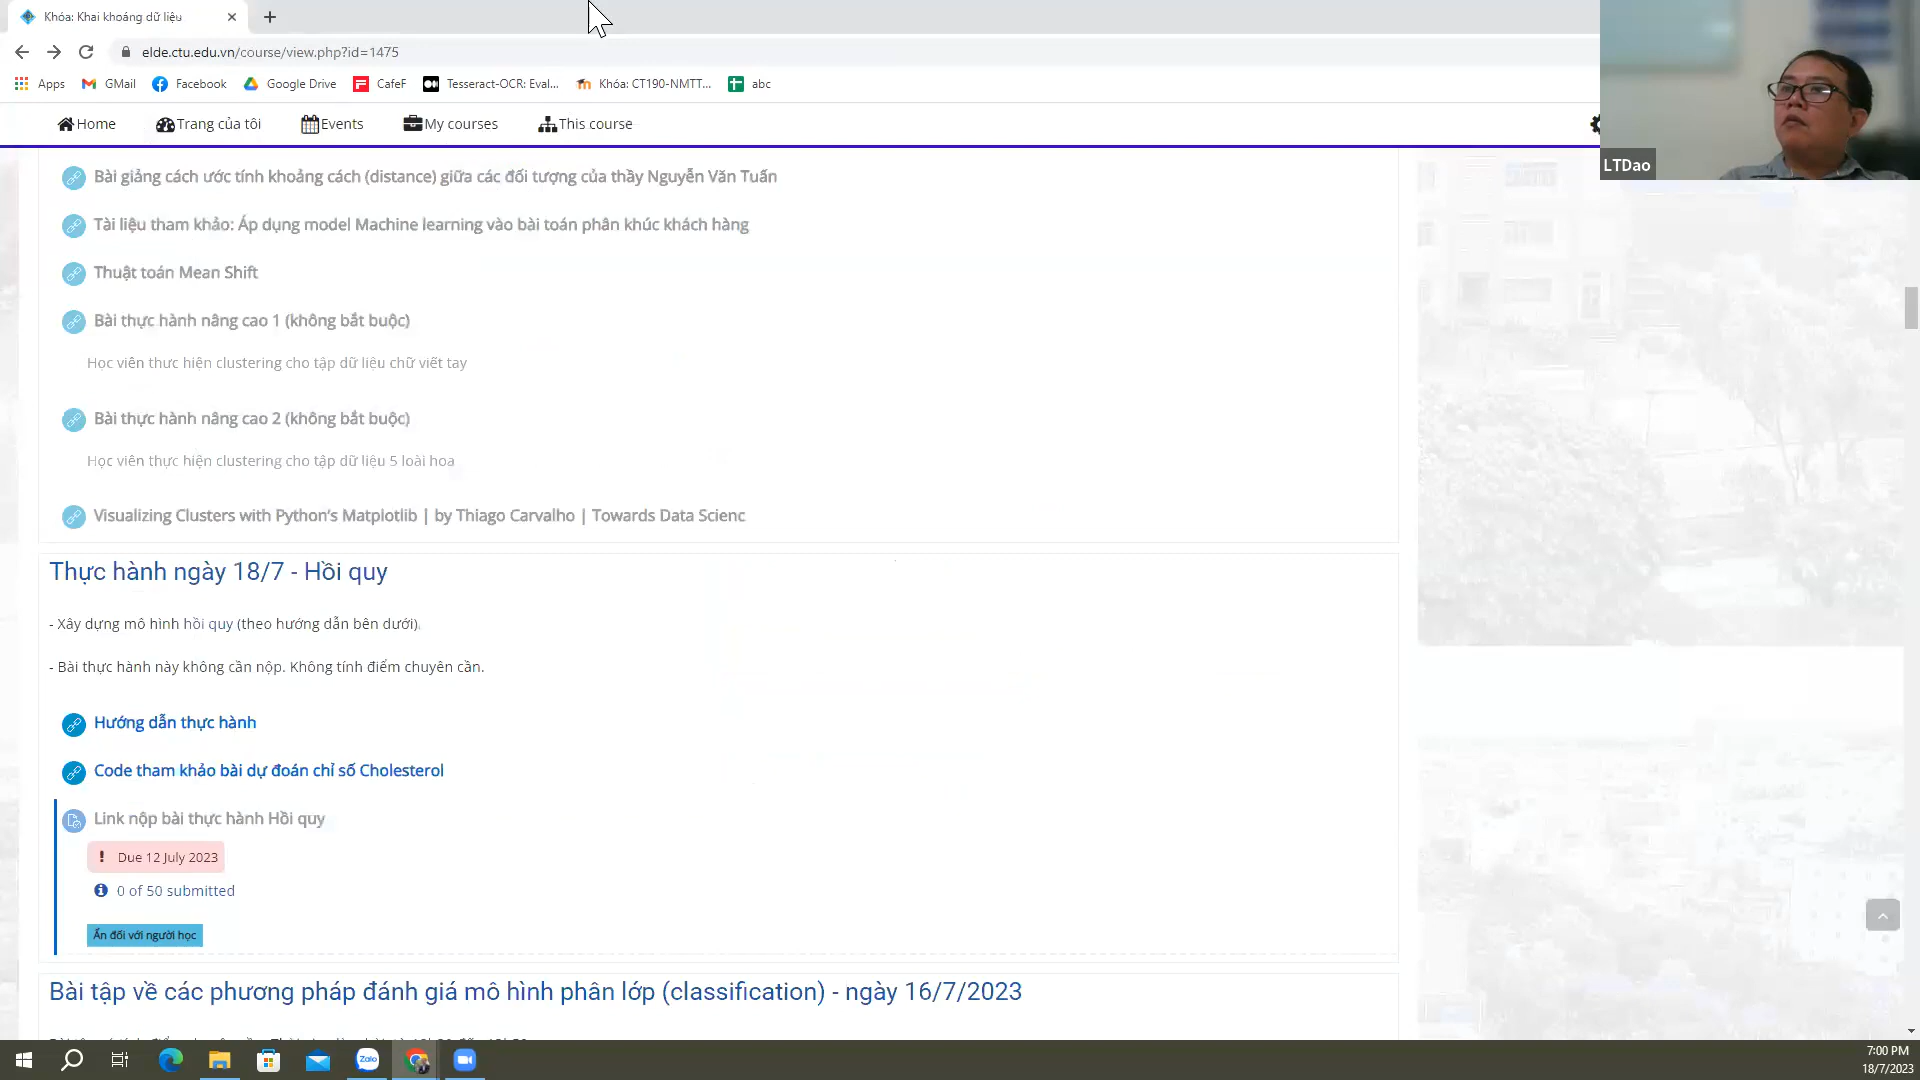 Khóa: Khai khoáng dữ liệu
elde.ctu.edu.vn/course/view.php?id=1475
Apps GMail Facebook Google Drive CafeF Tesseract-OCR: Eval... Khóa: CT190-NMTT... abc
Home Trang của tôi Events My courses This course
LTDao
Bài giảng cách ước tính khoảng cách (distance) giữa các đối tượng của thầy Nguyễn Văn Tuấn
Tài liệu tham khảo: Áp dụng model Machine learning vào bài toán phân khúc khách hàng
Thuật toán Mean Shift
Bài thực hành nâng cao 1 (không bắt buộc)
Học viên thưc hiện clustering cho tập dữ liệu chữ viết tay
Bài thực hành nâng cao 2 (không bắt buộc)
Học viên thực hiện clustering cho tập dữ liệu 5 loài hoa
Visualizing Clusters with Python's Matplotlib | by Thiago Carvalho | Towards Data Scienc
Thực hành ngày 18/7 - Hồi quy
- Xây dựng mô hình hồi quy (theo hướng dẫn bên dưới).
- Bài thực hành này không cần nộp. Không tính điểm chuyên cần.
Hướng dẫn thực hành
Code tham khảo bài dự đoán chỉ số Cholesterol
Link nộp bài thực hành Hồi quy
Due 12 July 2023
0 of 50 submitted
Ẩn đối với người học
Bài tập về các phương pháp đánh giá mô hình phân lớp (classification) - ngày 16/7/2023
Zalo
7:00 PM
18/7/2023